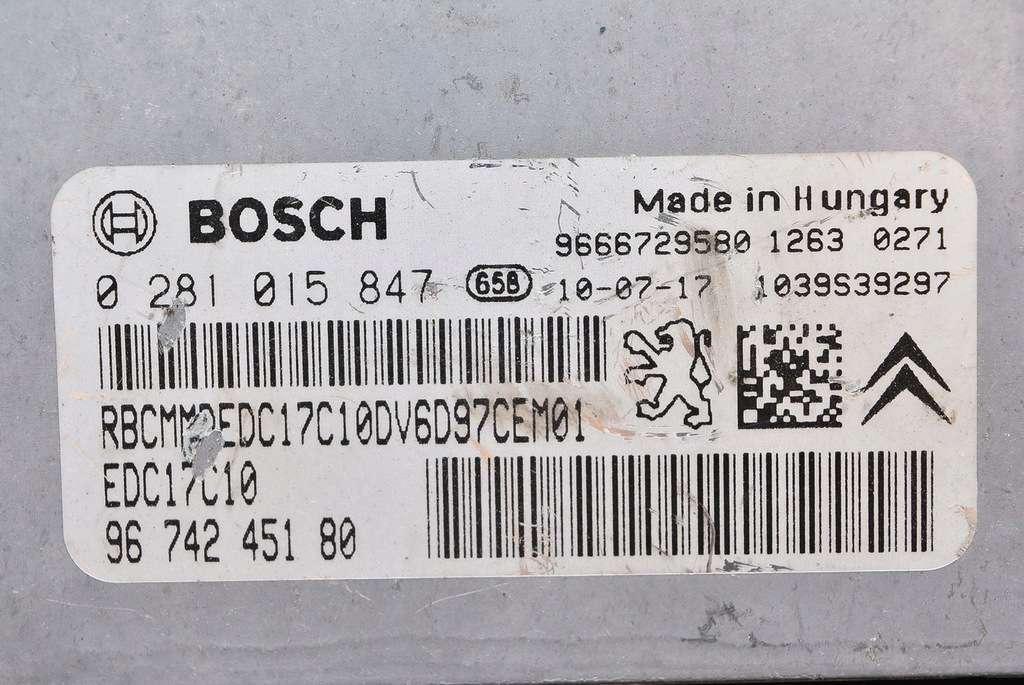 BOSCH
Made in Hungary
9666729580 1263 0271
0 281 015 847 658 10-07-17 1039S39297
EDC17C10
96 742 451 80